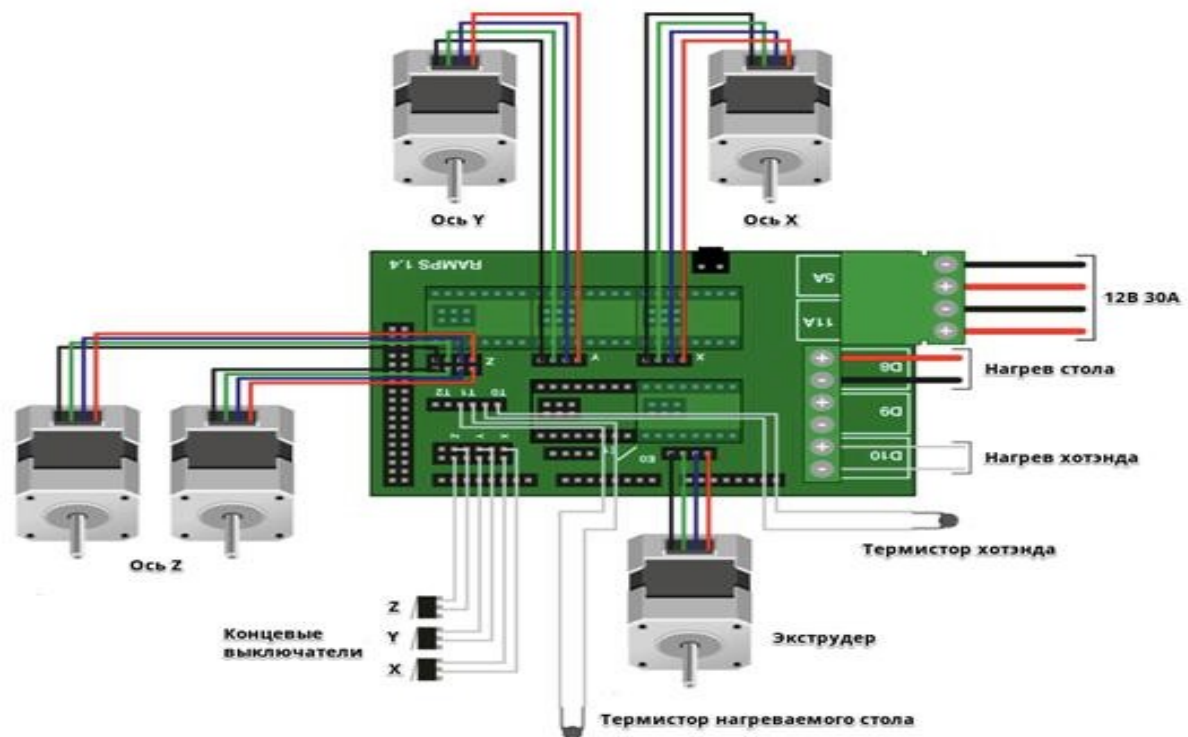 Ось Y
Ось X
RAMPS 1.4
5A
11A
12В 30А
Z
Y
X
D8
Нагрев стола
T2
T1
T0
D9
Z
Y
X
E0
D10
Нагрев хотэнда
Термистор хотэнда
Ось Z
Z
Концевые
выключатели
Y
X
Экструдер
Термистор нагреваемого стола